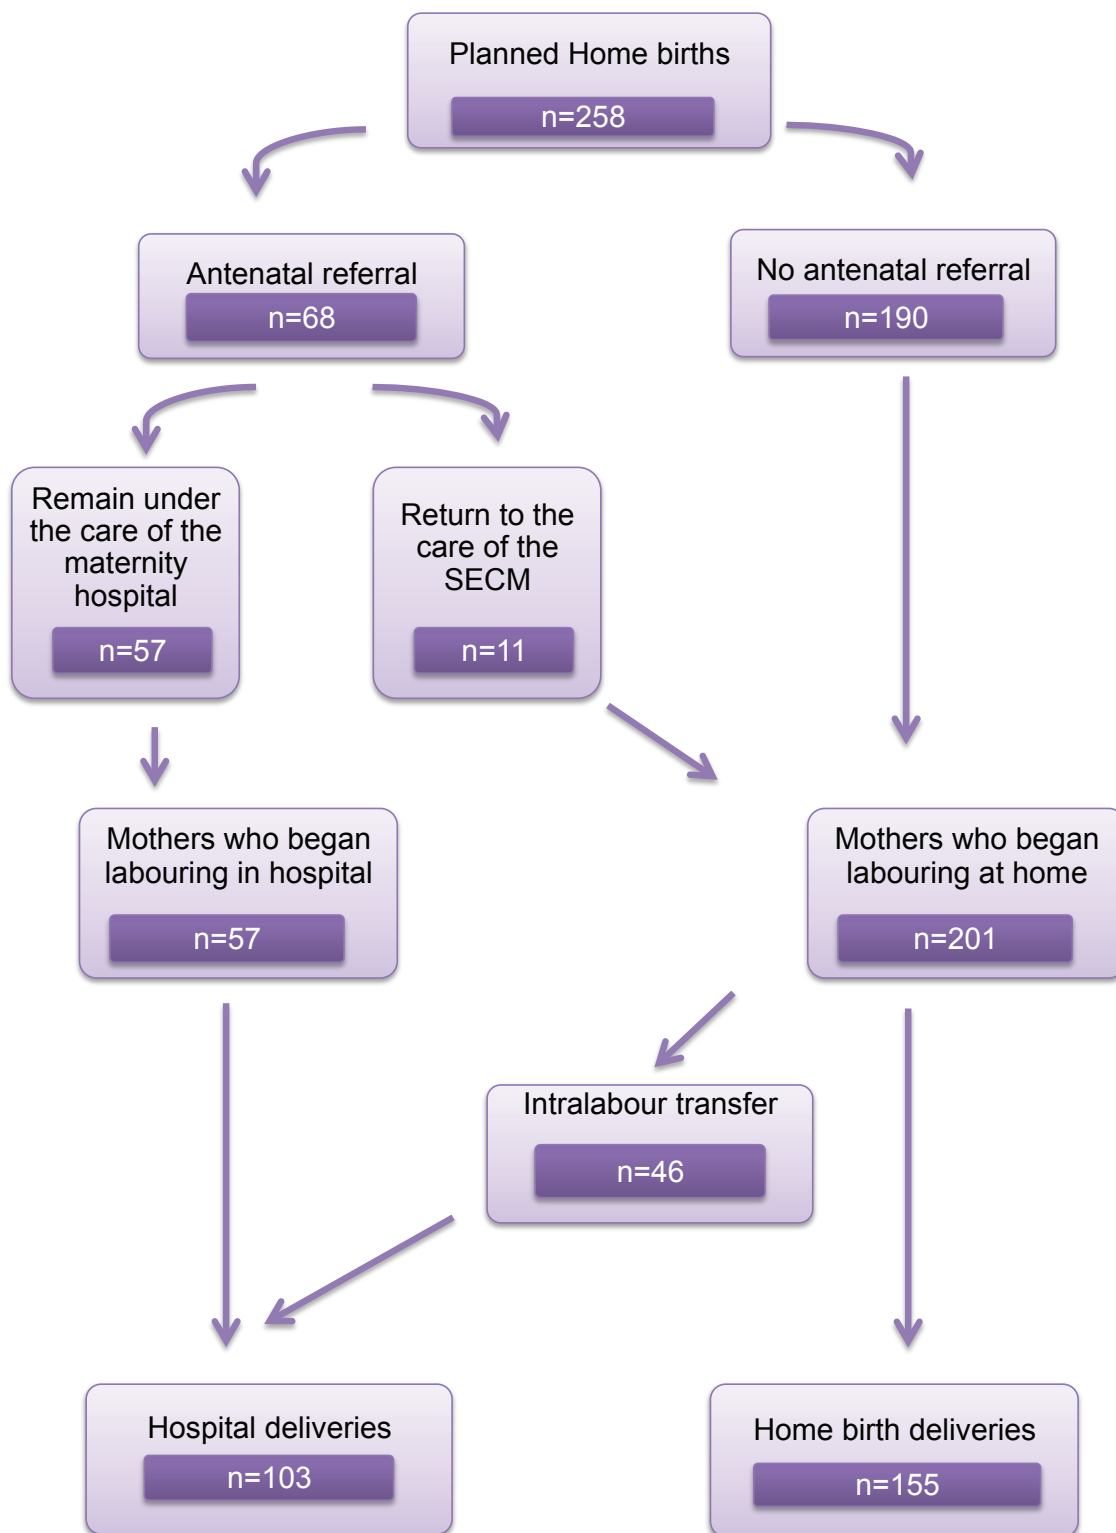 Planned Home births
n=258
Antenatal referral
n=68
No antenatal referral
n=190
Remain under
the care of the
maternity
hospital
n=57
Return to the
care of the
SECM
n=11
Mothers who began
labouring in hospital
n=57
Mothers who began
labouring at home
n=201
Intralabour transfer
n=46
Hospital deliveries
n=103
Home birth deliveries
n=155